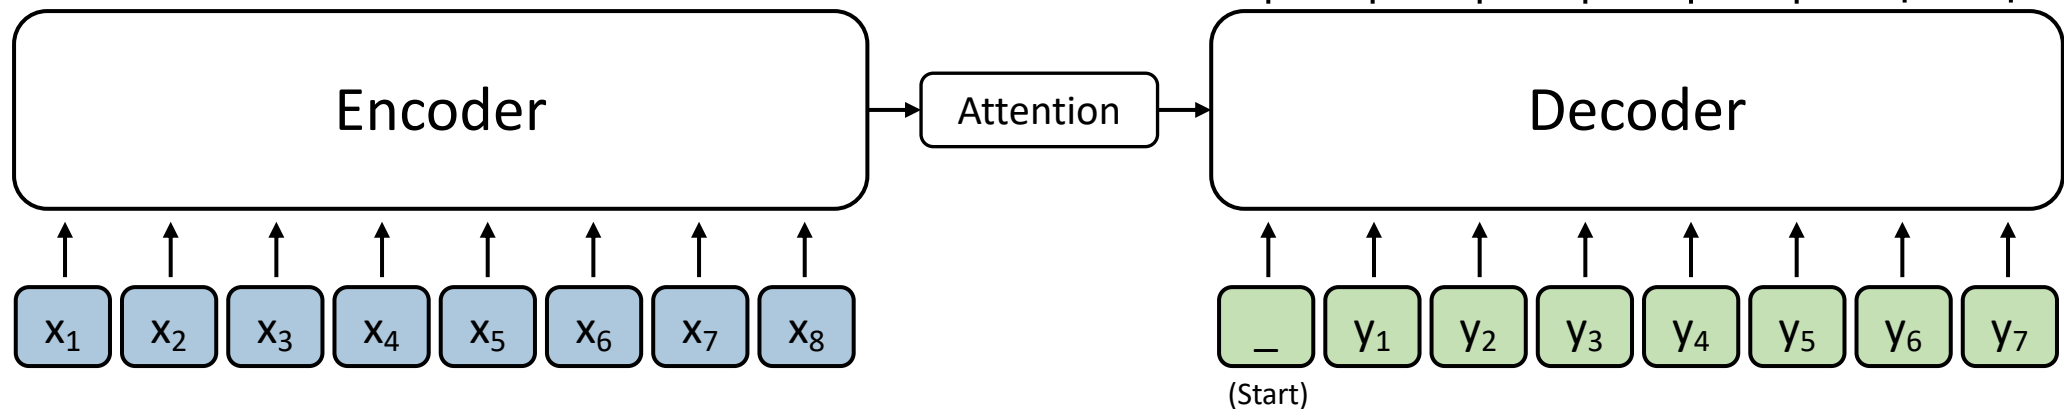 Encoder
Attention
Decoder
x₁ x₂ x₃ x₄ x₅ x₆ x₇ x₈
_ y₁ y₂ y₃ y₄ y₅ y₆ y₇
(Start)